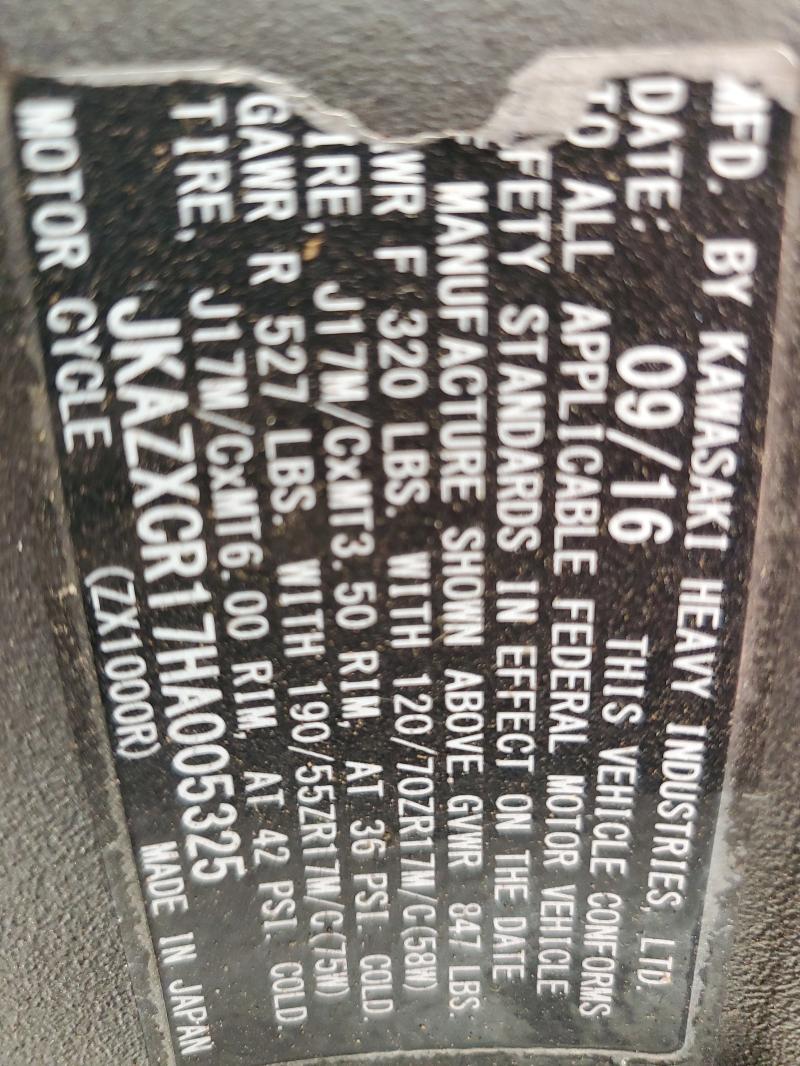 MFD. BY KAWASAKI HEAVY INDUSTRIES, LTD.
DATE. 09/16 THIS VEHICLE CONFORMS
TO ALL APPLICABLE FEDERAL MOTOR VEHICLE
FETY STANDARDS IN EFFECT ON THE DATE
MANUFACTURE SHOWN ABOVE GVWR 847 LBS.
WR F 320 LBS. WITH 120/70ZR17M/C(58W)
IRE. J17M/CxMT3.50 RIM, AT 36 PSI. COLD.
GAWR R 527 LBS. WITH 190/55ZR17M/C(75W)
TIRE. J17M/CxMT6.00 RIM, AT 42 PSI. COLD.
JKAZXCR17HA005325
MOTOR CYCLE (ZX1000R) MADE IN JAPAN